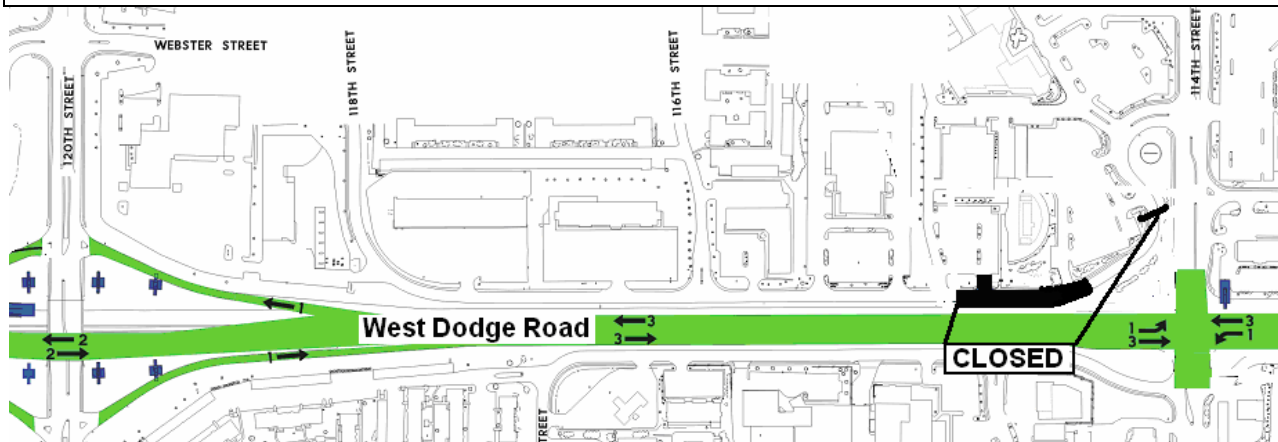 WEBSTER STREET
120TH STREET
118TH STREET
116TH STREET
114TH STREET
1
West Dodge Road
3
3
2
2
1
1
3
3
1
CLOSED
TREET